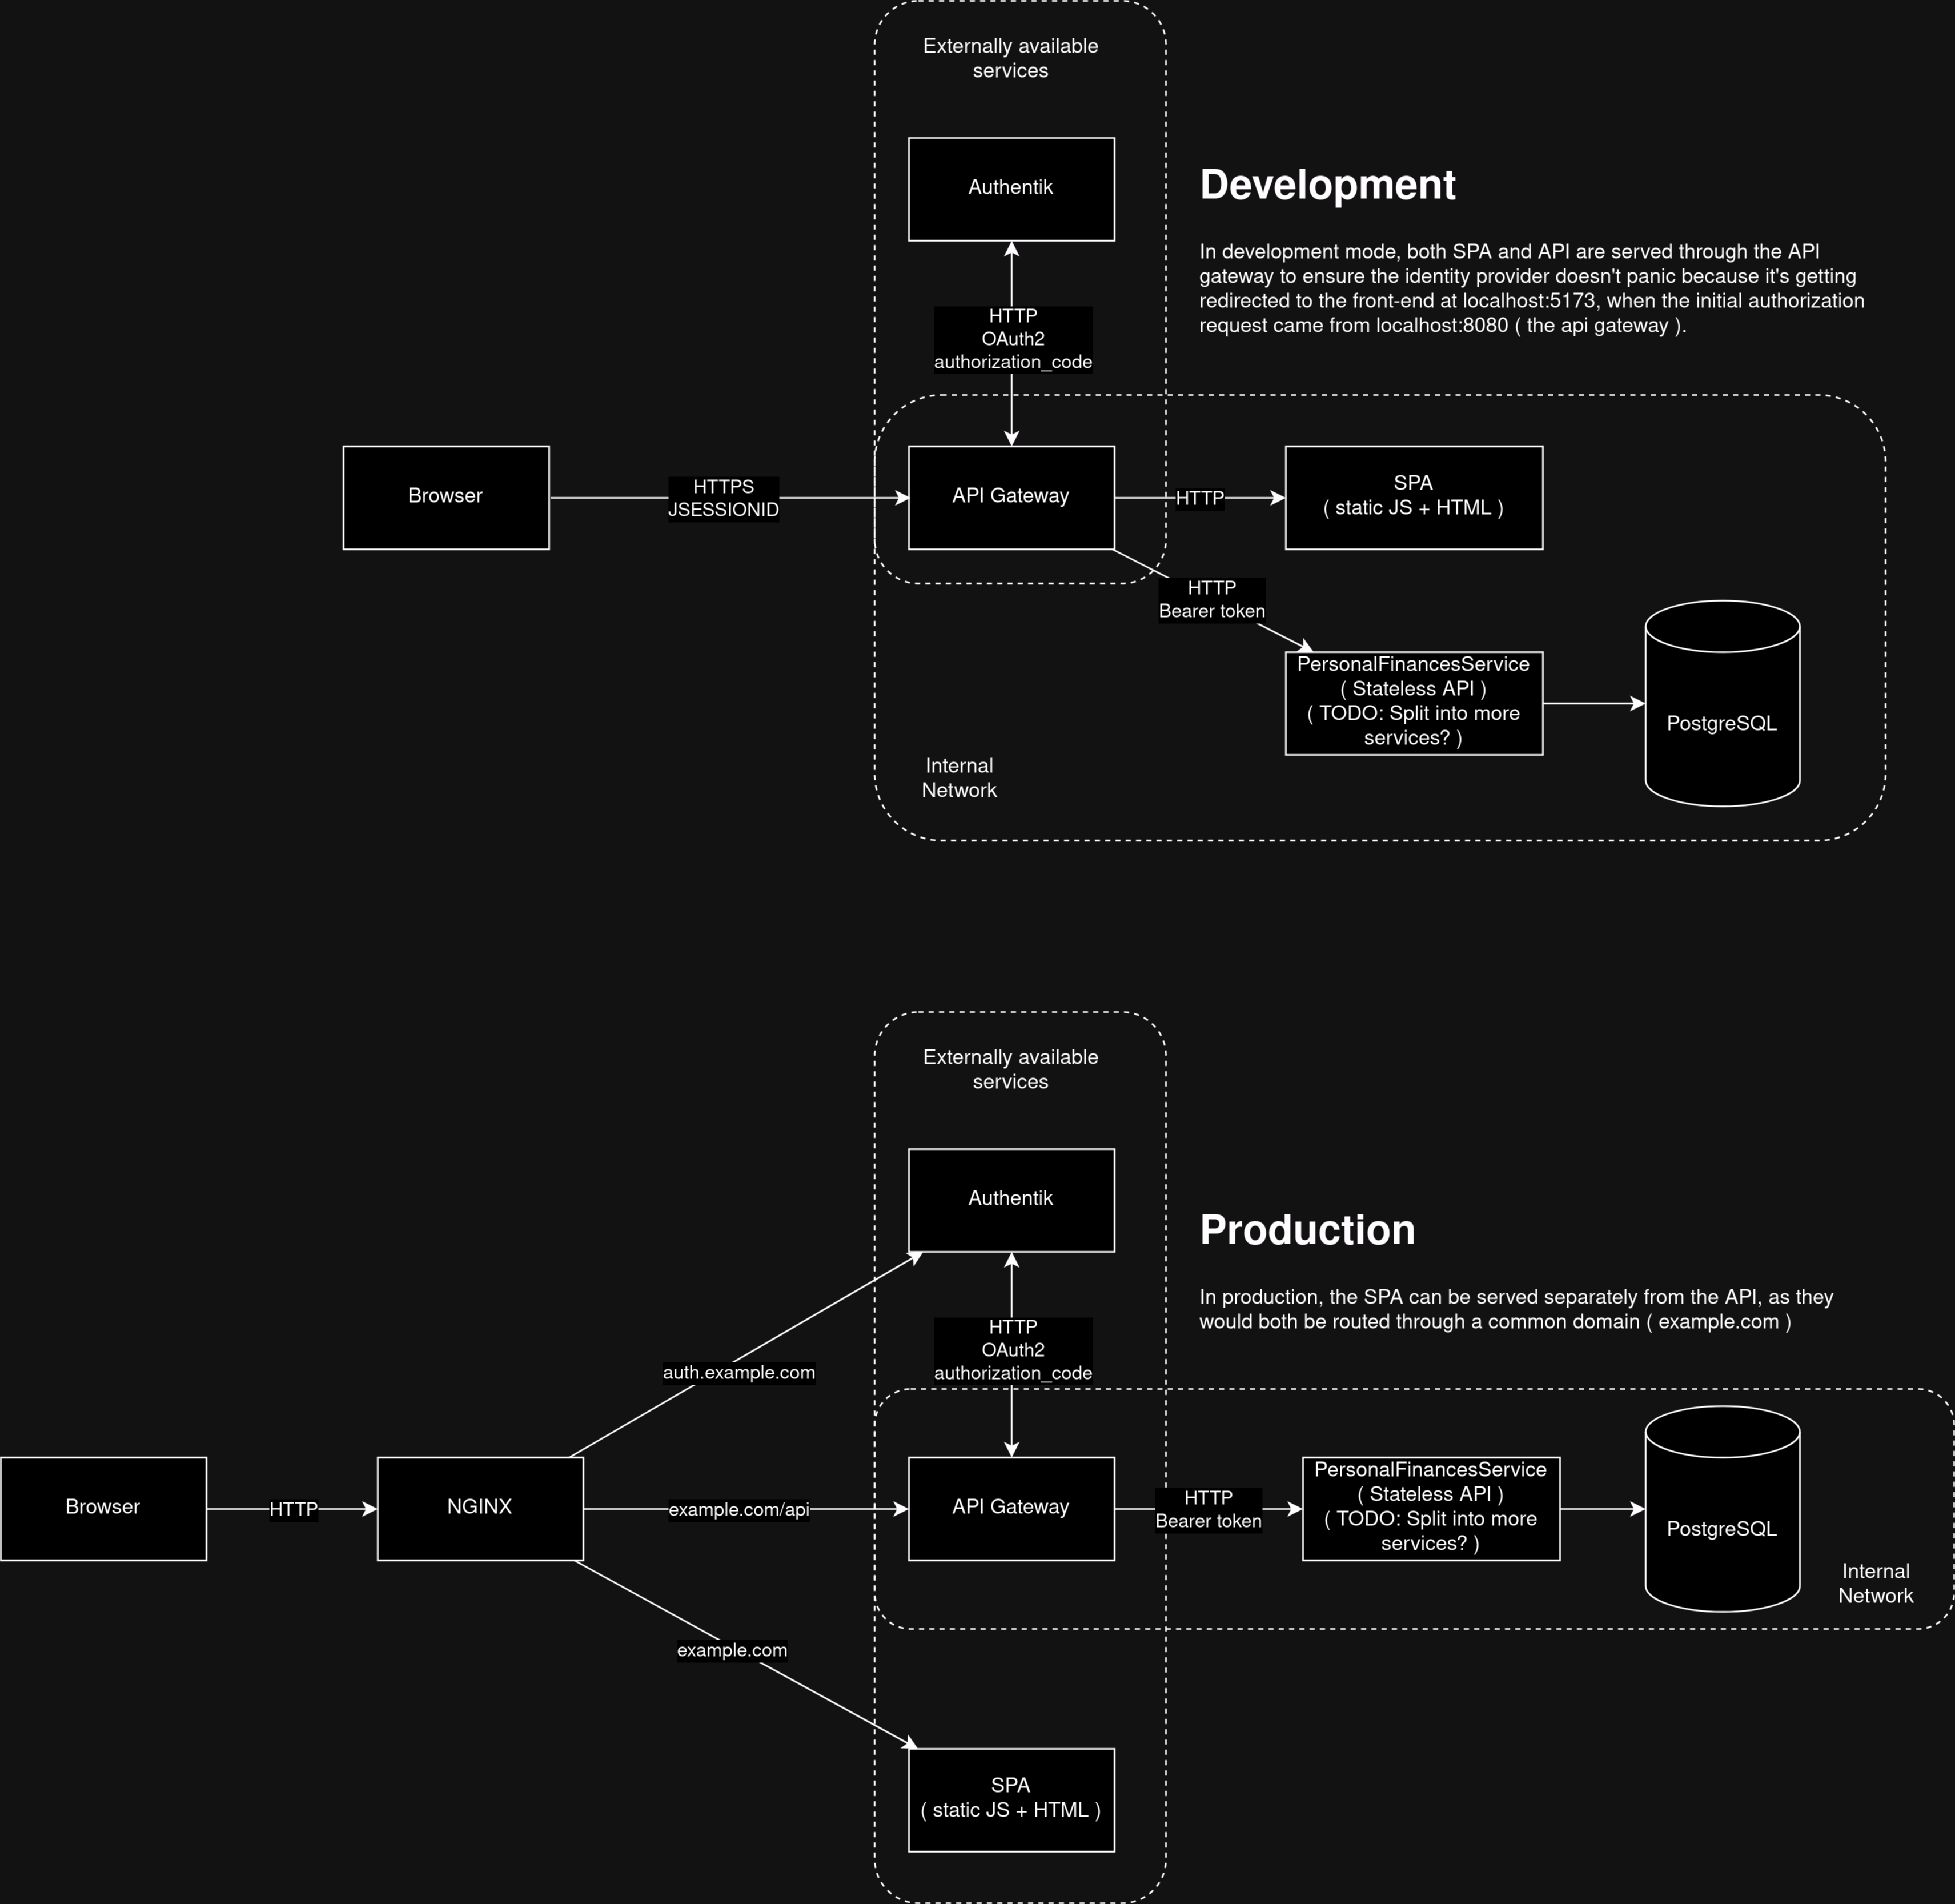 Externally available
services
Authentik
Development
In development mode, both SPA and API are served through the API
gateway to ensure the identity provider doesn't panic because it's getting
redirected to the front-end at localhost:5173, when the initial authorization
request came from localhost:8080 ( the api gateway ).
HTTP
OAuth2
authorization_code
Browser
HTTPS
JSESSIONID
API Gateway
HTTP
SPA
( static JS + HTML )
HTTP
Bearer token
PersonalFinancesService
( Stateless API )
( TODO: Split into more
services? )
PostgreSQL
Internal
Network
Externally available
services
Authentik
Production
In production, the SPA can be served separately from the API, as they
would both be routed through a common domain ( example.com )
HTTP
OAuth2
authorization_code
auth.example.com
Browser
HTTP
NGINX
example.com/api
API Gateway
HTTP
Bearer token
PersonalFinancesService
( Stateless API )
( TODO: Split into more
services? )
PostgreSQL
Internal
Network
example.com
SPA
( static JS + HTML )